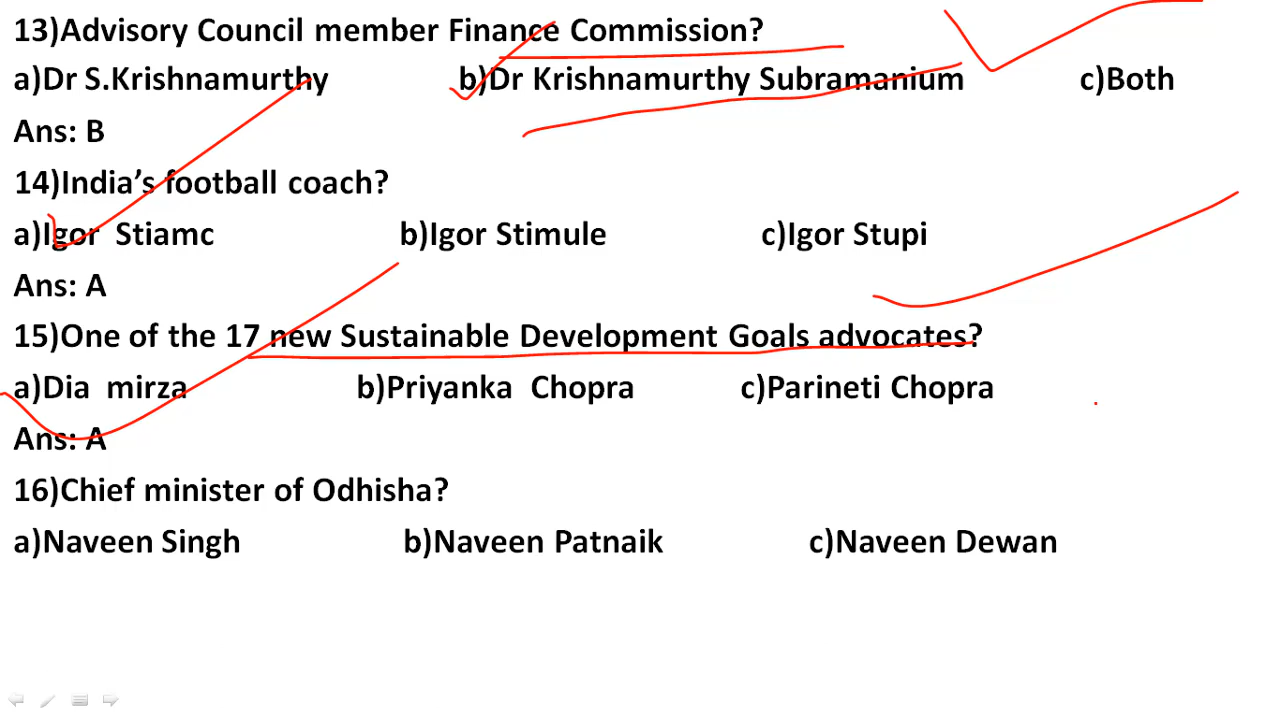 13)Advisory Council member Finance Commission?
a)Dr S.Krishnamurthy b)Dr Krishnamurthy Subramanium c)Both
Ans: B
14)India’s football coach?
a)Igor Stiamc b)Igor Stimule c)Igor Stupi
Ans: A
15)One of the 17 new Sustainable Development Goals advocates?
a)Dia mirza b)Priyanka Chopra c)Parineti Chopra
Ans: A
16)Chief minister of Odhisha?
a)Naveen Singh b)Naveen Patnaik c)Naveen Dewan